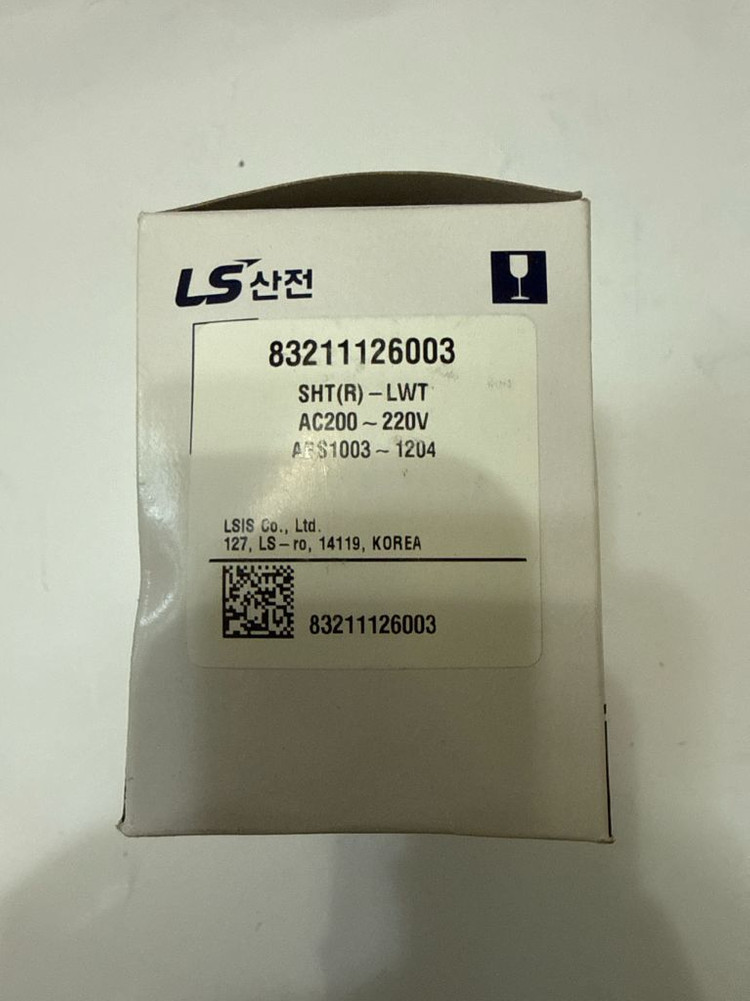 LS산전
83211126003
SHT(R)-LWT
AC200~220V
ABS1003~1204
LSIS Co., Ltd.
127, LS-ro, 14119, KOREA
83211126003